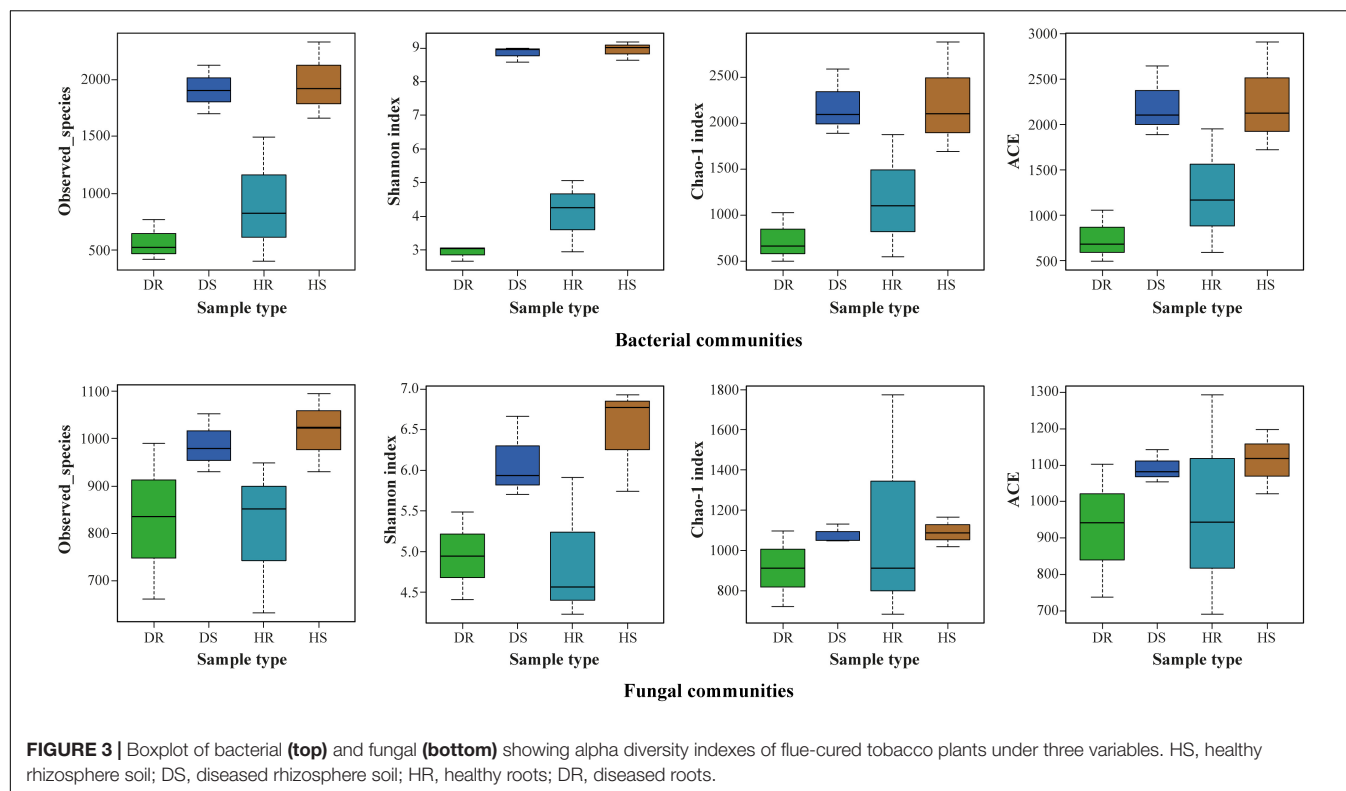 Observed_species
2000
1500
1000
500
DR DS HR HS
Sample type
Shannon index
9
8
7
6
5
4
3
DR DS HR HS
Sample type
Chao-1 index
2500
2000
1500
1000
500
DR DS HR HS
Sample type
ACE
3000
2500
2000
1500
1000
500
DR DS HR HS
Sample type
Bacterial communities
Observed_species
1100
1000
900
800
700
DR DS HR HS
Sample type
Shannon index
7.0
6.5
6.0
5.5
5.0
4.5
DR DS HR HS
Sample type
Chao-1 index
1800
1600
1400
1200
1000
800
DR DS HR HS
Sample type
ACE
1300
1200
1100
1000
900
800
700
DR DS HR HS
Sample type
Fungal communities
FIGURE 3 | Boxplot of bacterial (top) and fungal (bottom) showing alpha diversity indexes of flue-cured tobacco plants under three variables. HS, healthy
rhizosphere soil; DS, diseased rhizosphere soil; HR, healthy roots; DR, diseased roots.